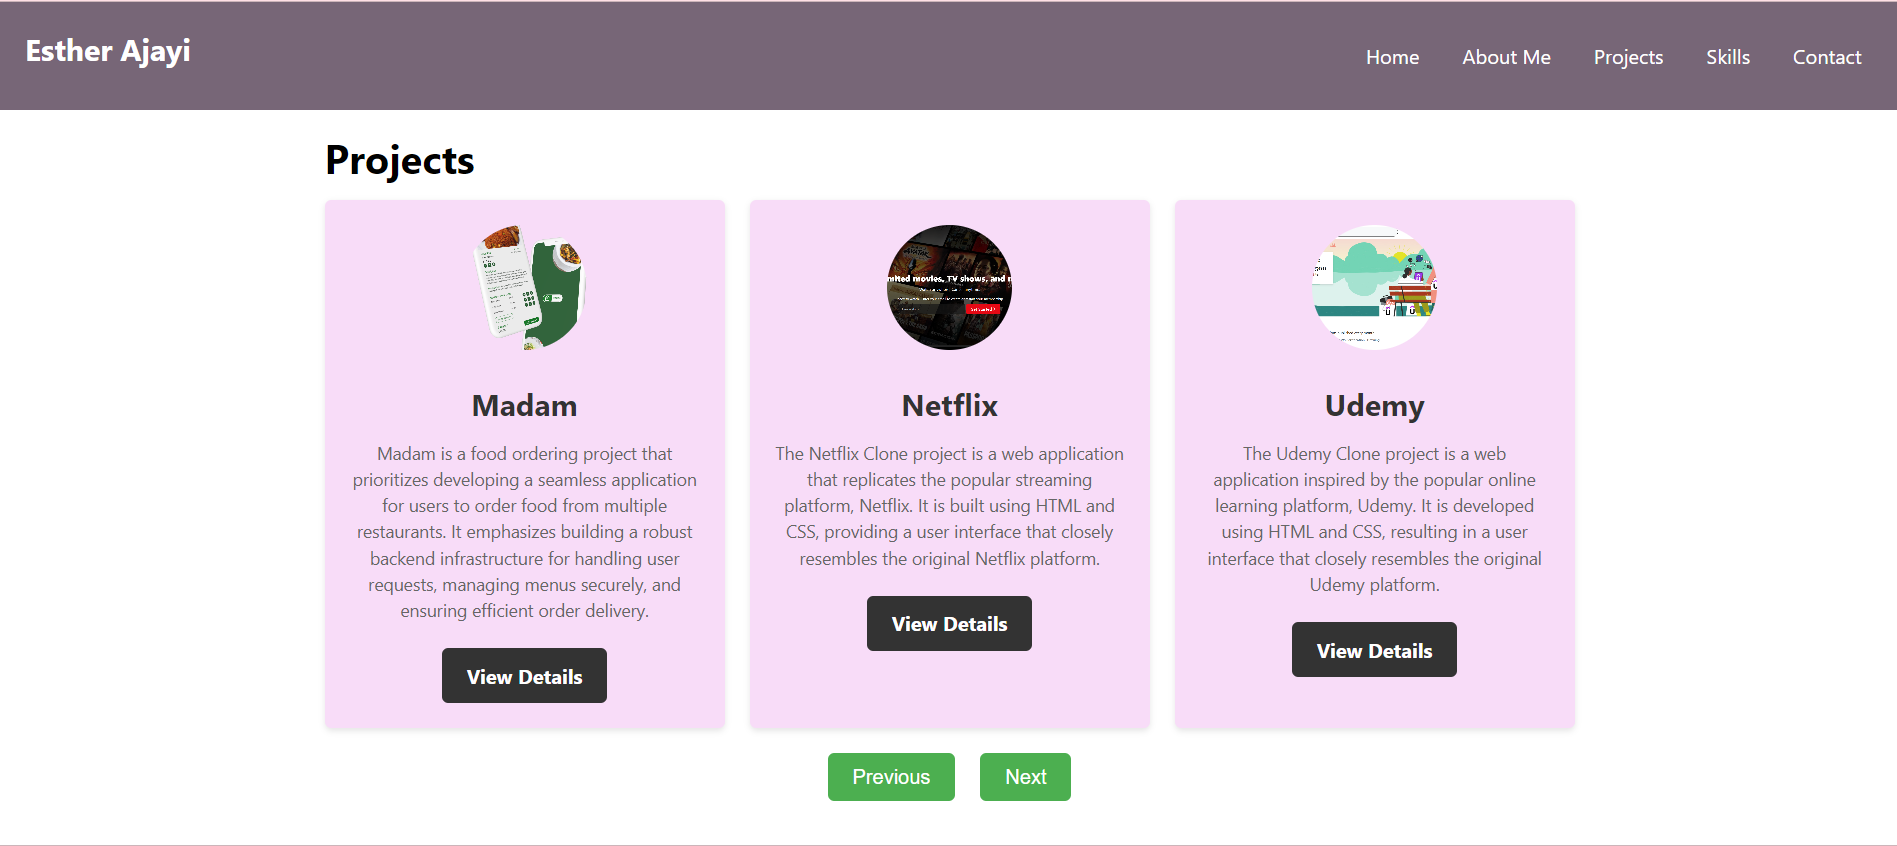 Esther Ajayi
Home About Me Projects Skills Contact
Projects
mited movies, TV shows, and m
Get started
Madam
Madam is a food ordering project that
prioritizes developing a seamless application
for users to order food from multiple
restaurants. It emphasizes building a robust
backend infrastructure for handling user
requests, managing menus securely, and
ensuring efficient order delivery.
View Details
Netflix
The Netflix Clone project is a web application
that replicates the popular streaming
platform, Netflix. It is built using HTML and
CSS, providing a user interface that closely
resembles the original Netflix platform.
View Details
Udemy
The Udemy Clone project is a web
application inspired by the popular online
learning platform, Udemy. It is developed
using HTML and CSS, resulting in a user
interface that closely resembles the original
Udemy platform.
View Details
Previous Next